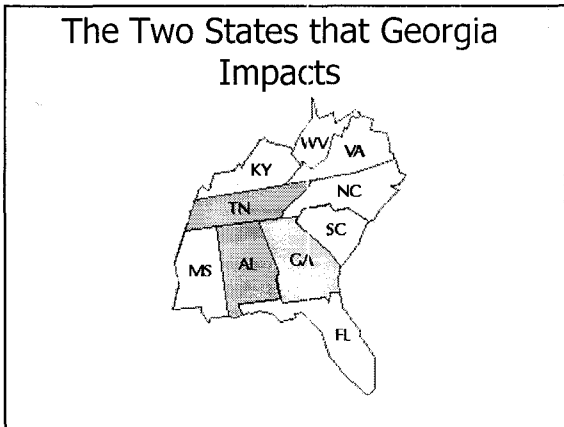 The Two States that Georgia
Impacts
WV
VA
KY
NC
TN
SC
MS
AL
GA
FL